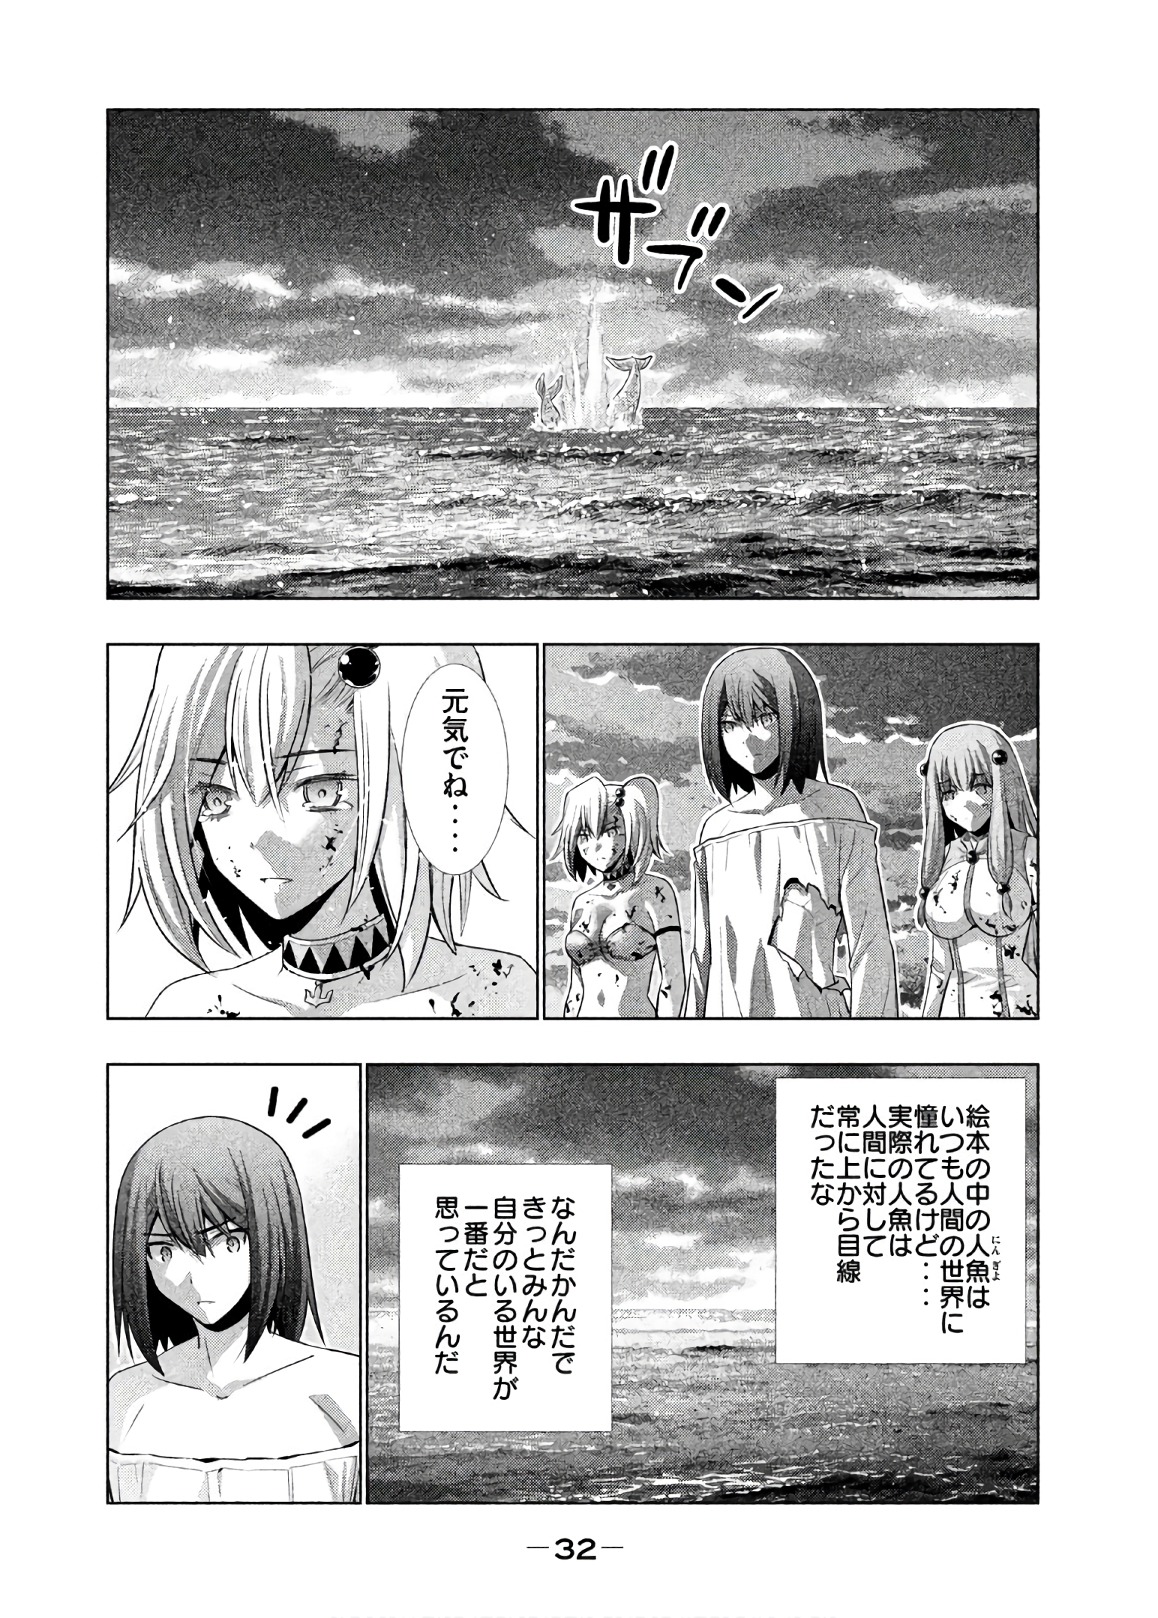 ザブン
元気でね・・・・
絵本の中の人魚は
にんぎよ
いつも人間の世界に
憧れてるけど・・・・
実際の人魚は
人間に対して
常に上から目線
だったな
なんだかんだで
きっとみんな
自分のいる世界が
一番だと
思っているんだ
—32—